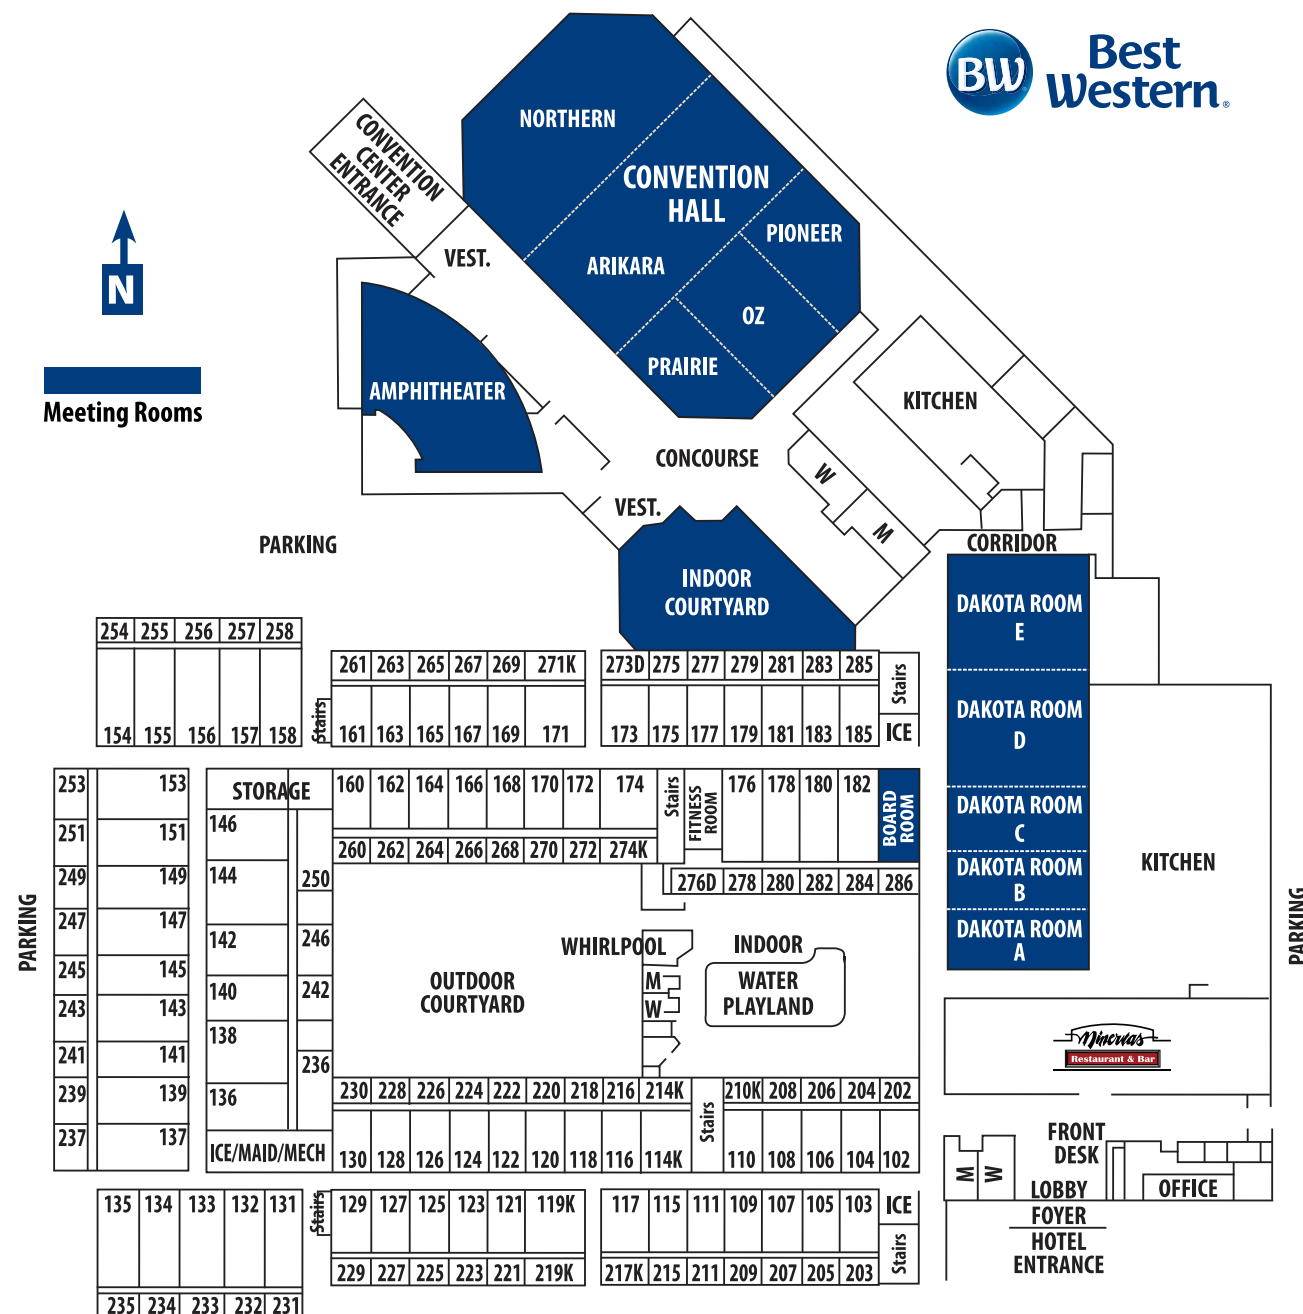 BW
Best
Western®
NORTHERN
CONVENTION
CENTER
ENTRANCE
CONVENTION
HALL
PIONEER
VEST.
ARIKARA
N
OZ
PRAIRIE
Meeting Rooms
AMPHITHEATER
KITCHEN
CONCOURSE
W
VEST.
M
PARKING
CORRIDOR
INDOOR
COURTYARD
DAKOTA ROOM
E
254 255 256 257 258
261 263 265 267 269 271K
273D 275 277 279 281 283 285
Stairs
Stairs
DAKOTA ROOM
D
154 155 156 157 158
161 163 165 167 169 171
173 175 177 179 181 183 185
ICE
253 153
STORAGE
160 162 164 166 168 170 172 174
Stairs
FITNESS
ROOM
176 178 180 182
BOARD
ROOM
DAKOTA ROOM
C
251 151
146
260 262 264 266 268 270 272 274K
249 149
144
250
276D 278 280 282 284 286
DAKOTA ROOM
B
KITCHEN
247 147
142
246
WHIRLPOOL
INDOOR
WATER
PLAYLAND
DAKOTA ROOM
A
PARKING
PARKING
245 145
140
242
OUTDOOR
COURTYARD
M
W
243 143
138
241 141
236
Minervas
Restaurant & Bar
239 139
136
230 228 226 224 222 220 218 216 214K
Stairs
210K 208 206 204 202
237 137
ICE/MAID/MECH
130 128 126 124 122 120 118 116 114K
110 108 106 104 102
FRONT
DESK
M
W
LOBBY
OFFICE
FOYER
HOTEL
ENTRANCE
135 134 133 132 131
Stairs
129 127 125 123 121 119K
117 115 111 109 107 105 103
ICE
Stairs
229 227 225 223 221 219K
217K 215 211 209 207 205 203
235 234 233 232 231